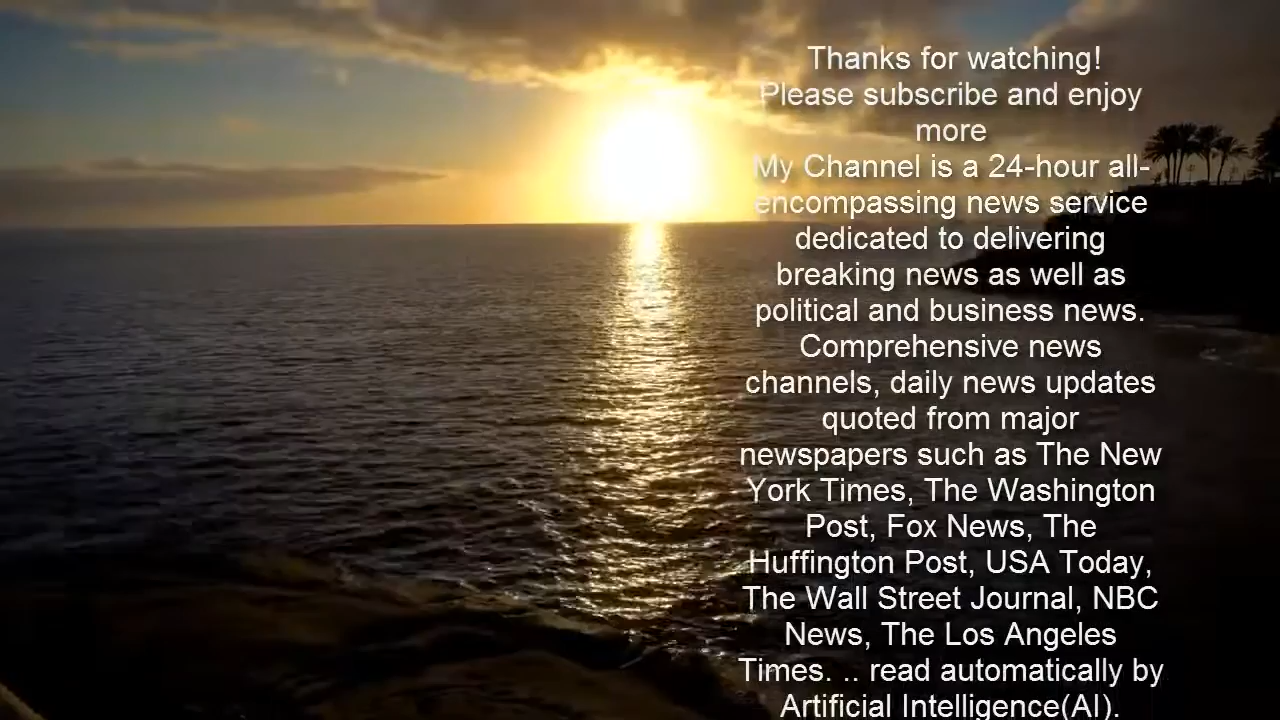 Thanks for watching!
Please subscribe and enjoy
more
My Channel is a 24-hour all-
encompassing news service
dedicated to delivering
breaking news as well as
political and business news.
Comprehensive news
channels, daily news updates
quoted from major
newspapers such as The New
York Times, The Washington
Post, Fox News, The
Huffington Post, USA Today,
The Wall Street Journal, NBC
News, The Los Angeles
Times. .. read automatically by
Artificial Intelligence(AI).